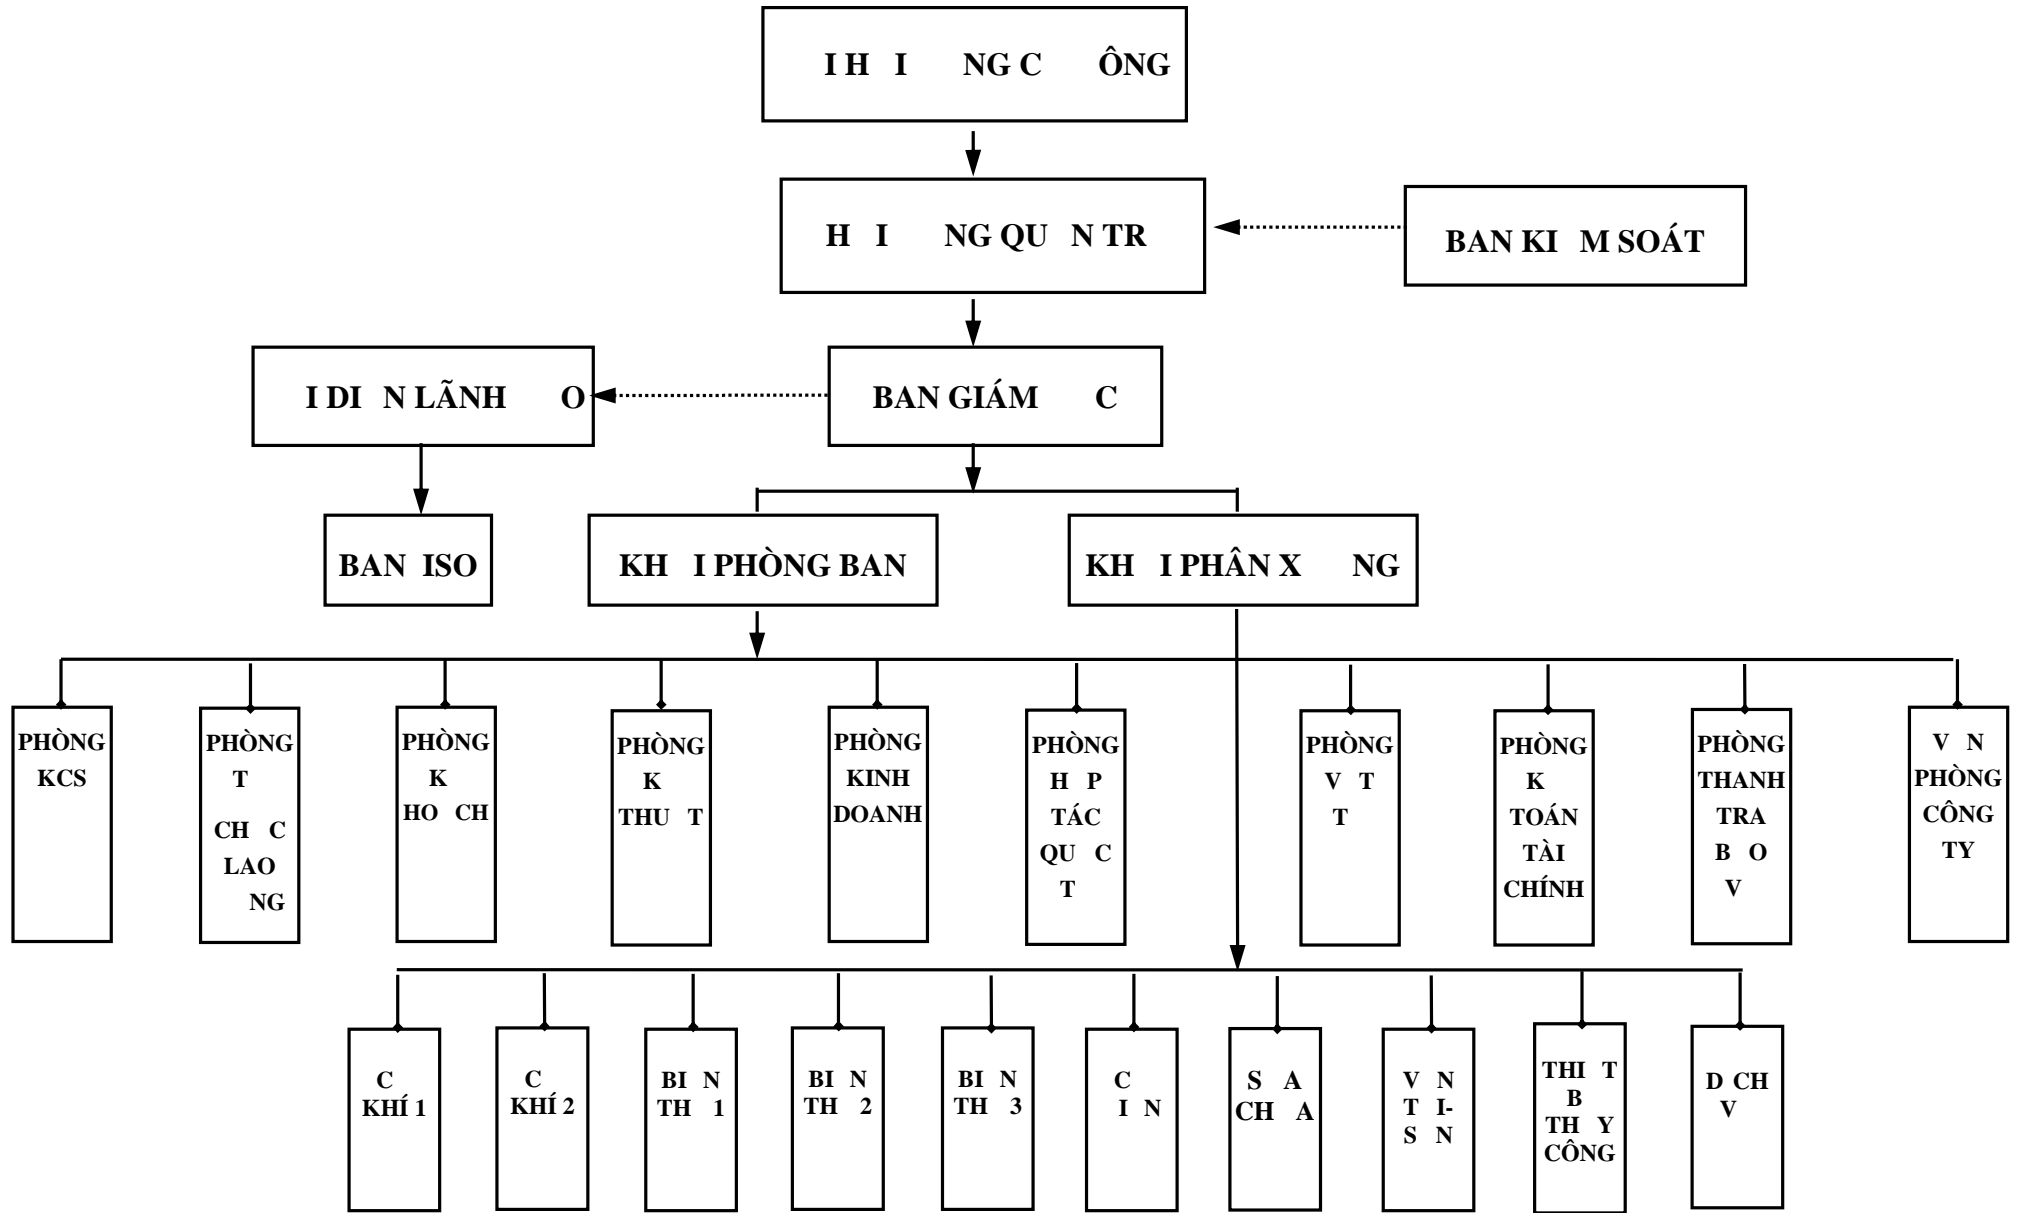 I H I NG C ÔNG
H I NG QU N TR
BAN KI M SOÁT
I DI N LÃNH O
BAN GIÁM C
BAN ISO
KH I PHÒNG BAN
KH I PHÂN X NG
PHÒNG
KCS
PHÒNG
T
CH C
LAO
NG
PHÒNG
K
HO CH
PHÒNG
K
THU T
PHÒNG
KINH
DOANH
PHÒNG
H P
TÁC
QU C
T
PHÒNG
V T
T
PHÒNG
K
TOÁN
TÀI
CHÍNH
PHÒNG
THANH
TRA
B O
V
V N
PHÒNG
CÔNG
TY
C
KHÍ 1
C
KHÍ 2
BI N
TH 1
BI N
TH 2
BI N
TH 3
C
I N
S A
CH A
V N
T I-
S N
THI T
B
TH Y
CÔNG
D CH
V